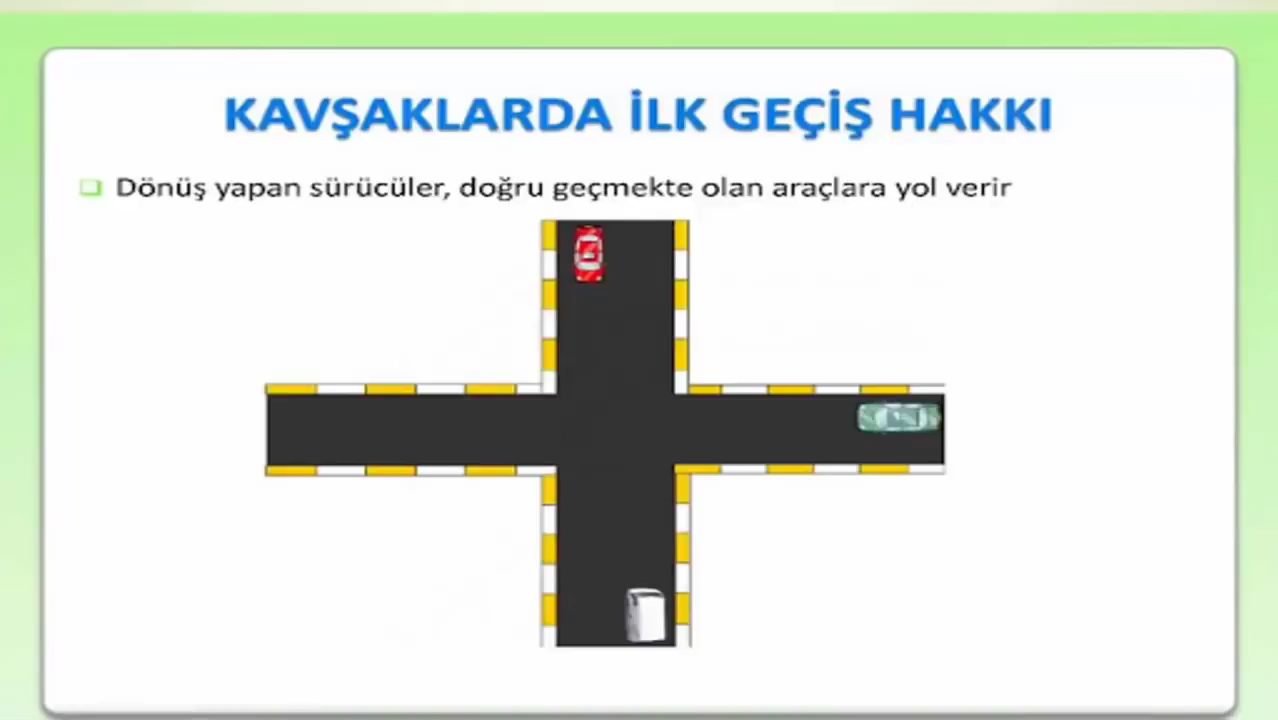 KAVŞAKLARDA İLK GEÇİŞ HAKKI
Dönüş yapan sürücüler, doğru geçmekte olan araçlara yol verir